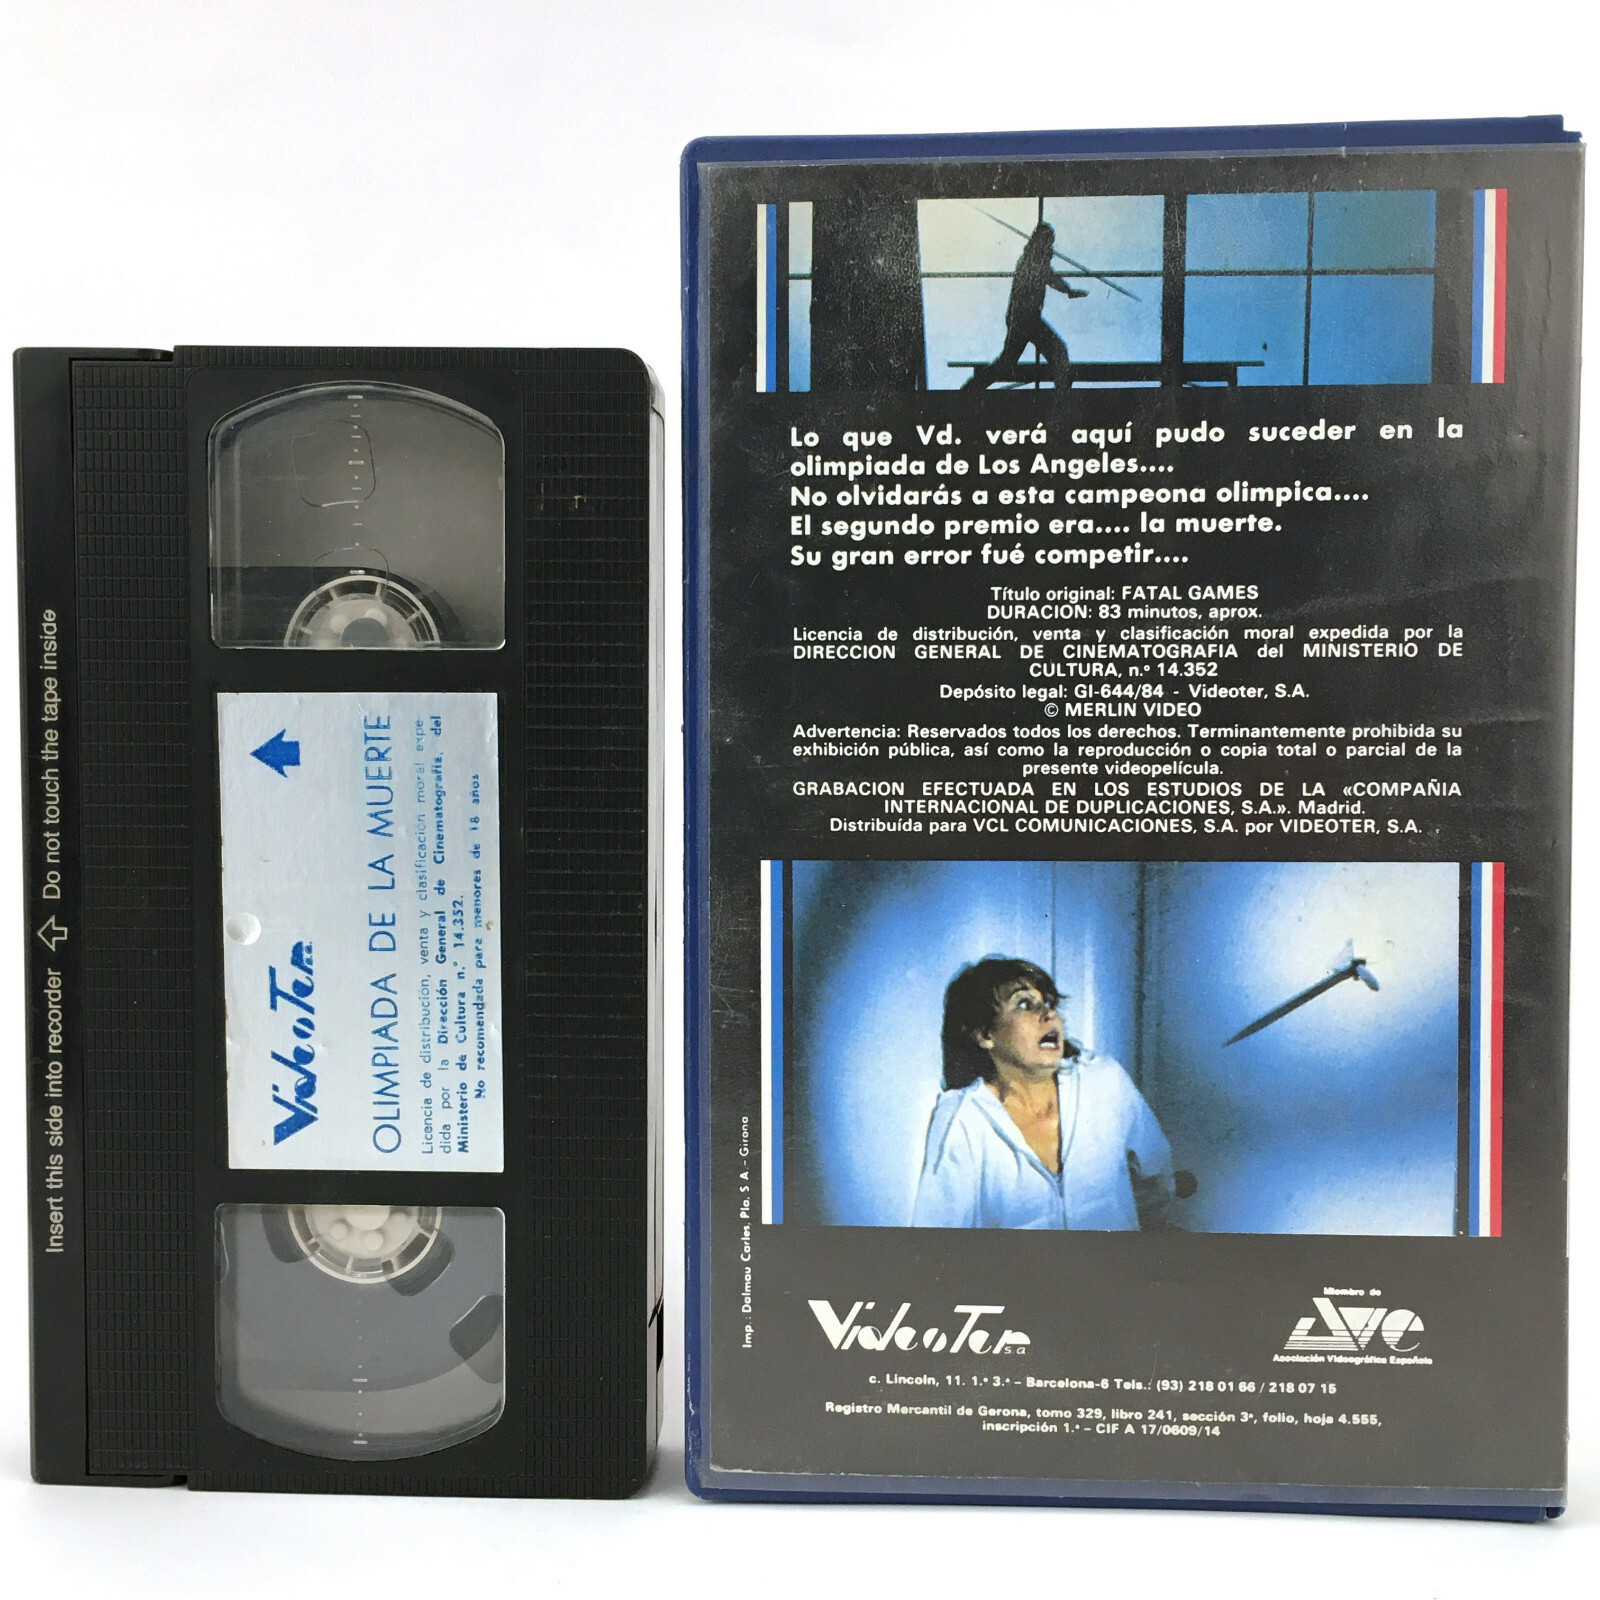 Insert this side into recorder ⇧ Do not touch the tape inside
VideoTer s.a.
OLIMPIADA DE LA MUERTE
Licencia de distribución, venta y clasificación moral expe
dida por la Dirección General de Cinematografía, del
Ministerio de Cultura n.º 14.352.
No recomendada para menores de 18 años
Lo que Vd. verá aquí pudo suceder en la
olimpiada de Los Angeles....
No olvidarás a esta campeona olimpica....
El segundo premio era.... la muerte.
Su gran error fué competir....
Título original: FATAL GAMES
DURACION: 83 minutos, aprox.
Licencia de distribución, venta y clasificación moral expedida por la
DIRECCION GENERAL DE CINEMATOGRAFIA del MINISTERIO DE
CULTURA, n.º 14.352
Depósito legal: GI-644/84 - Videoter, S.A.
© MERLIN VIDEO
Advertencia: Reservados todos los derechos. Terminantemente prohibida su
exhibición pública, así como la reproducción o copia total o parcial de la
presente videopelícula.
GRABACION EFECTUADA EN LOS ESTUDIOS DE LA «COMPAÑIA
INTERNACIONAL DE DUPLICACIONES, S.A.». Madrid.
Distribuída para VCL COMUNICACIONES, S.A. por VIDEOTER, S.A.
Imp.: Dalmau Carles, Pla. S A - Girona
VideoTer s.a
Miembro de
AVE
Asociación Videográfica Española
c. Lincoln, 11. 1.º 3.ª - Barcelona-6 Tels.: (93) 218 01 66 / 218 07 15
Registro Mercantil de Gerona, tomo 329, libro 241, sección 3ª, folio, hoja 4.555,
inscripción 1.ª - CIF A 17/0609/14